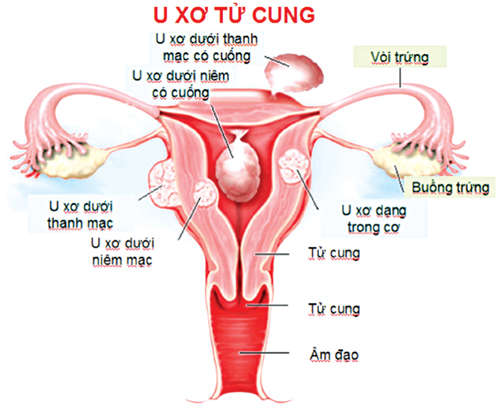 U XƠ TỬ CUNG
U xơ dưới thanh
mạc có cuống
U xơ dưới niêm
có cuống
Vòi trứng
Buồng trứng
U xơ dưới
thanh mạc
U xơ dạng
trong cơ
U xơ dưới
niêm mạc
Tử cung
Tử cung
Âm đạo